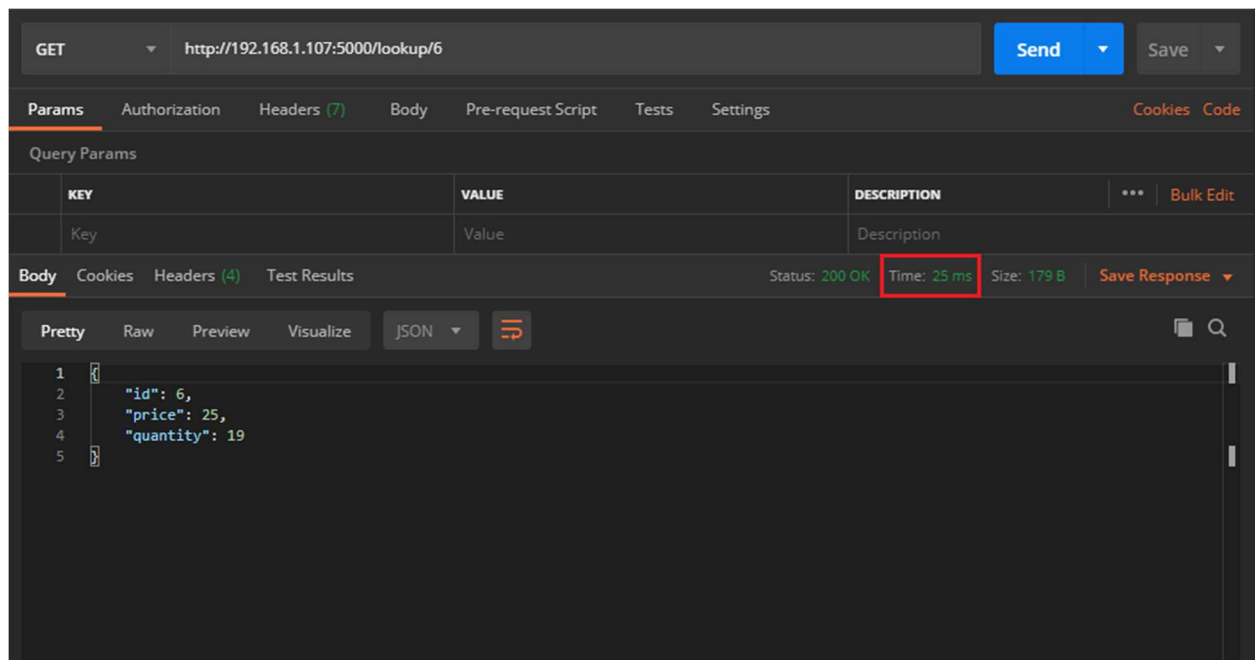 GET http://192.168.1.107:5000/lookup/6 Send Save
Params Authorization Headers (7) Body Pre-request Script Tests Settings Cookies Code
Query Params
KEY VALUE DESCRIPTION ••• Bulk Edit
Key Value Description
Body Cookies Headers (4) Test Results Status: 200 OK Time: 25 ms Size: 179 B Save Response
Pretty Raw Preview Visualize JSON
1 {
2 "id": 6,
3 "price": 25,
4 "quantity": 19
5 }